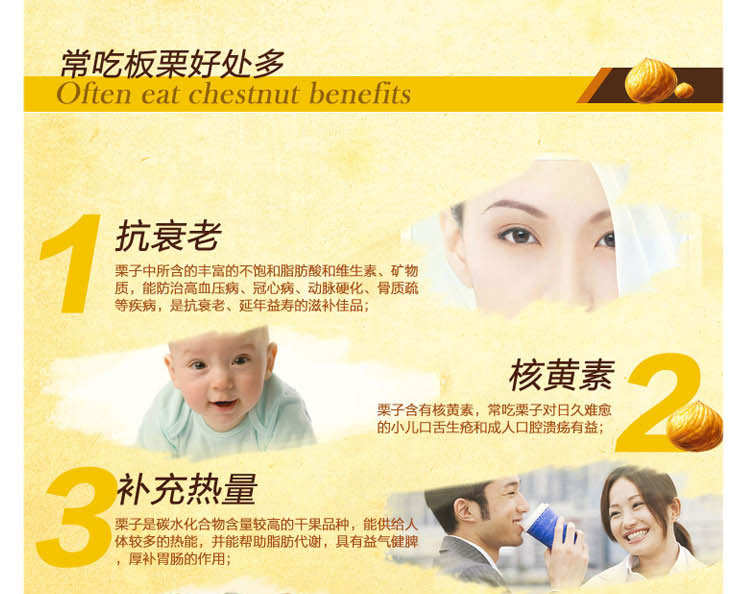 常吃板栗好处多
Often eat chestnut benefits
1
抗衰老
栗子中所含的丰富的不饱和脂肪酸和维生素、矿物
质，能防治高血压病、冠心病、动脉硬化、骨质疏
等疾病，是抗衰老、延年益寿的滋补佳品；
核黄素
2
栗子含有核黄素，常吃栗子对日久难愈
的小儿口舌生疮和成人口腔溃疡有益；
3
补充热量
栗子是碳水化合物含量较高的干果品种，能供给人
体较多的热能，并能帮助脂肪代谢，具有益气健脾
，厚补胃肠的作用；